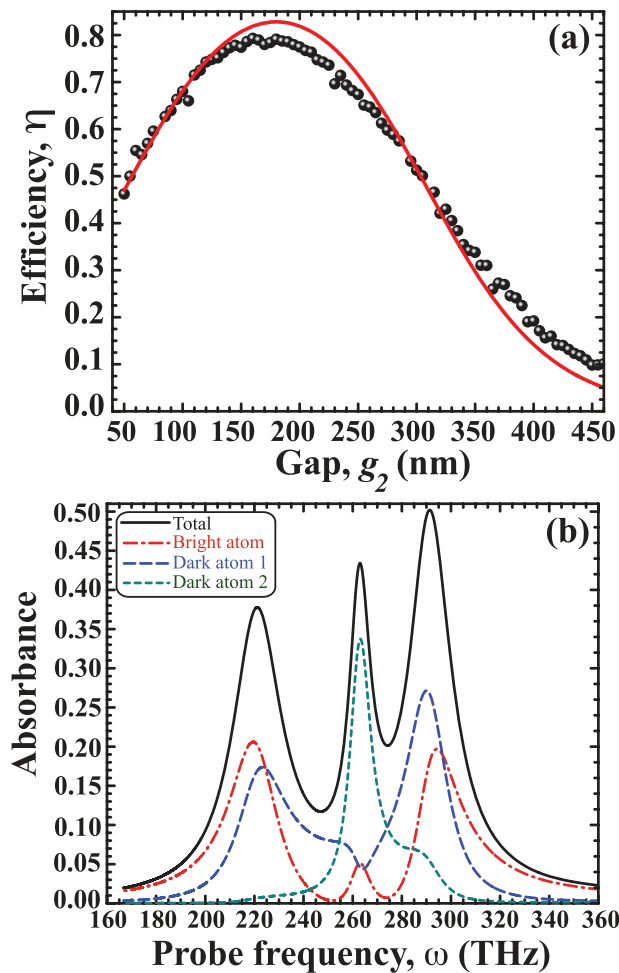 (a)
Efficiency, η
0.8
0.7
0.6
0.5
0.4
0.3
0.2
0.1
0.0
50 100 150 200 250 300 350 400 450
Gap, g2 (nm)
(b)
Total
Bright atom
Dark atom 1
Dark atom 2
Absorbance
0.50
0.45
0.40
0.35
0.30
0.25
0.20
0.15
0.10
0.05
0.00
160 180 200 220 240 260 280 300 320 340 360
Probe frequency, ω (THz)